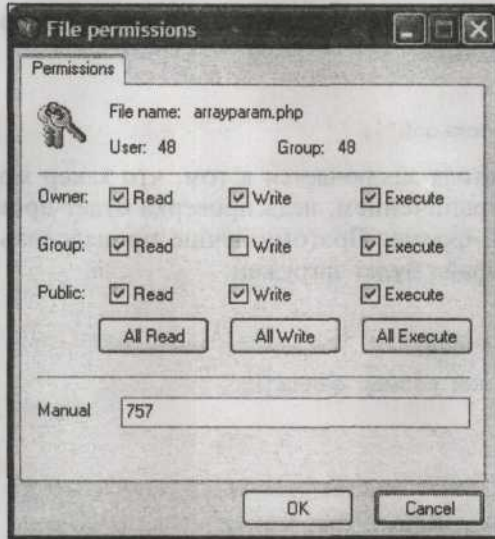 File permissions
Permissions
File name: arrayparam.php
User: 48 Group: 48
Owner: Read Write Execute
Group: Read Write Execute
Public: Read Write Execute
All Read All Write All Execute
Manual 757
OK Cancel